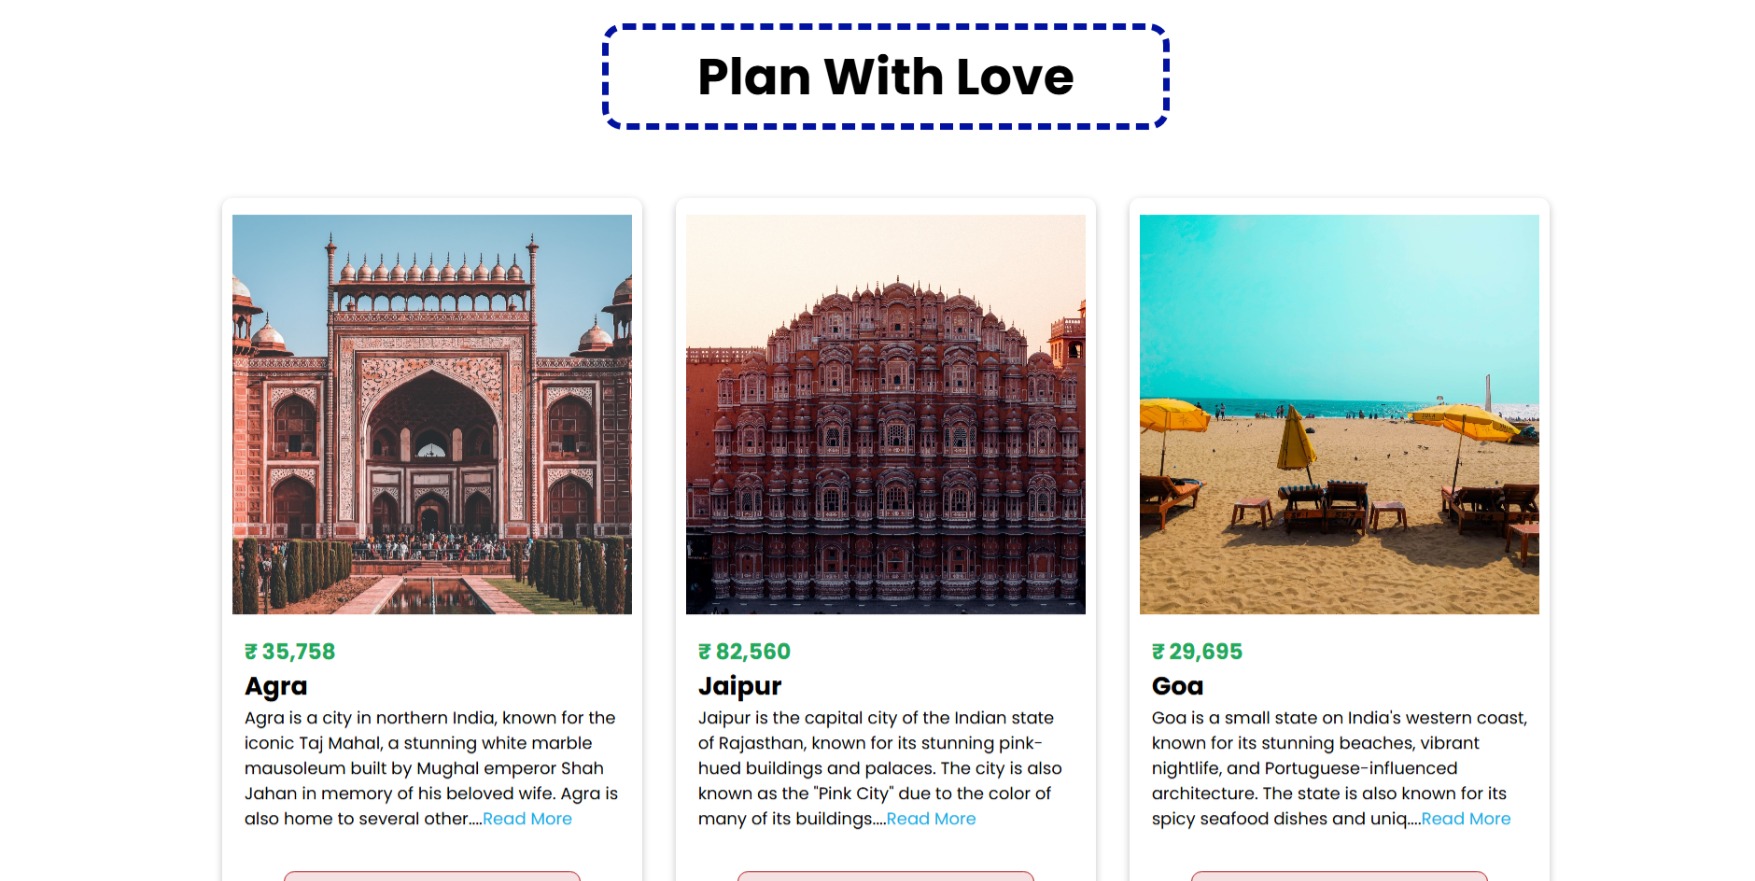 Plan With Love
₹ 35,758
Agra
Agra is a city in northern India, known for the
iconic Taj Mahal, a stunning white marble
mausoleum built by Mughal emperor Shah
Jahan in memory of his beloved wife. Agra is
also home to several other....Read More
₹ 82,560
Jaipur
Jaipur is the capital city of the Indian state
of Rajasthan, known for its stunning pink-
hued buildings and palaces. The city is also
known as the "Pink City" due to the color of
many of its buildings....Read More
₹ 29,695
Goa
Goa is a small state on India's western coast,
known for its stunning beaches, vibrant
nightlife, and Portuguese-influenced
architecture. The state is also known for its
spicy seafood dishes and uniq....Read More